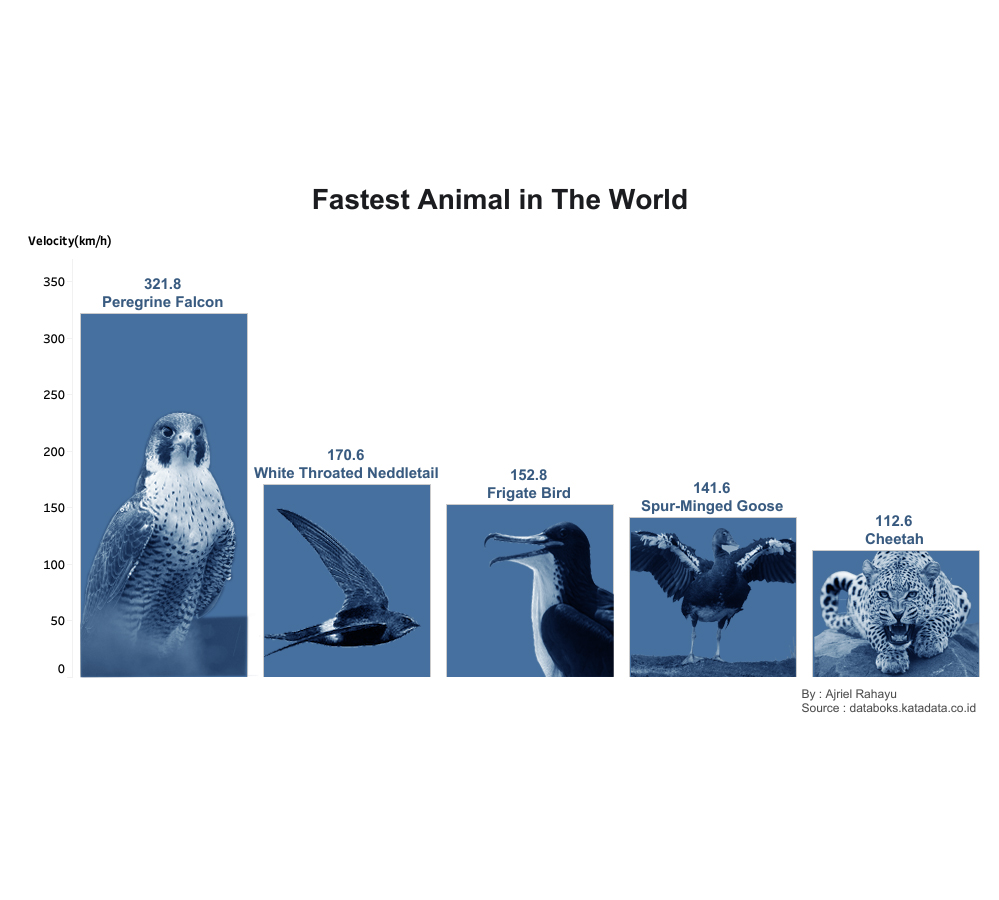 Fastest Animal in The World
Velocity(km/h)
350
300
250
200
150
100
50
0
321.8
Peregrine Falcon
170.6
White Throated Neddletail
152.8
Frigate Bird
141.6
Spur-Minged Goose
112.6
Cheetah
By : Ajriel Rahayu
Source : databoks.katadata.co.id